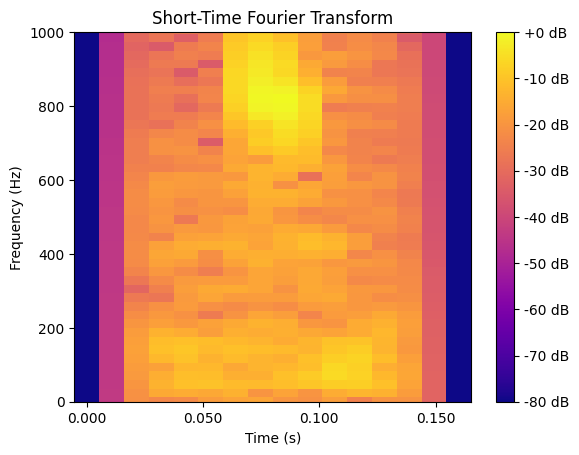 Short-Time Fourier Transform
Frequency (Hz)
1000
800
600
400
200
0
0.000
0.050
0.100
0.150
Time (s)
+0 dB
-10 dB
-20 dB
-30 dB
-40 dB
-50 dB
-60 dB
-70 dB
-80 dB